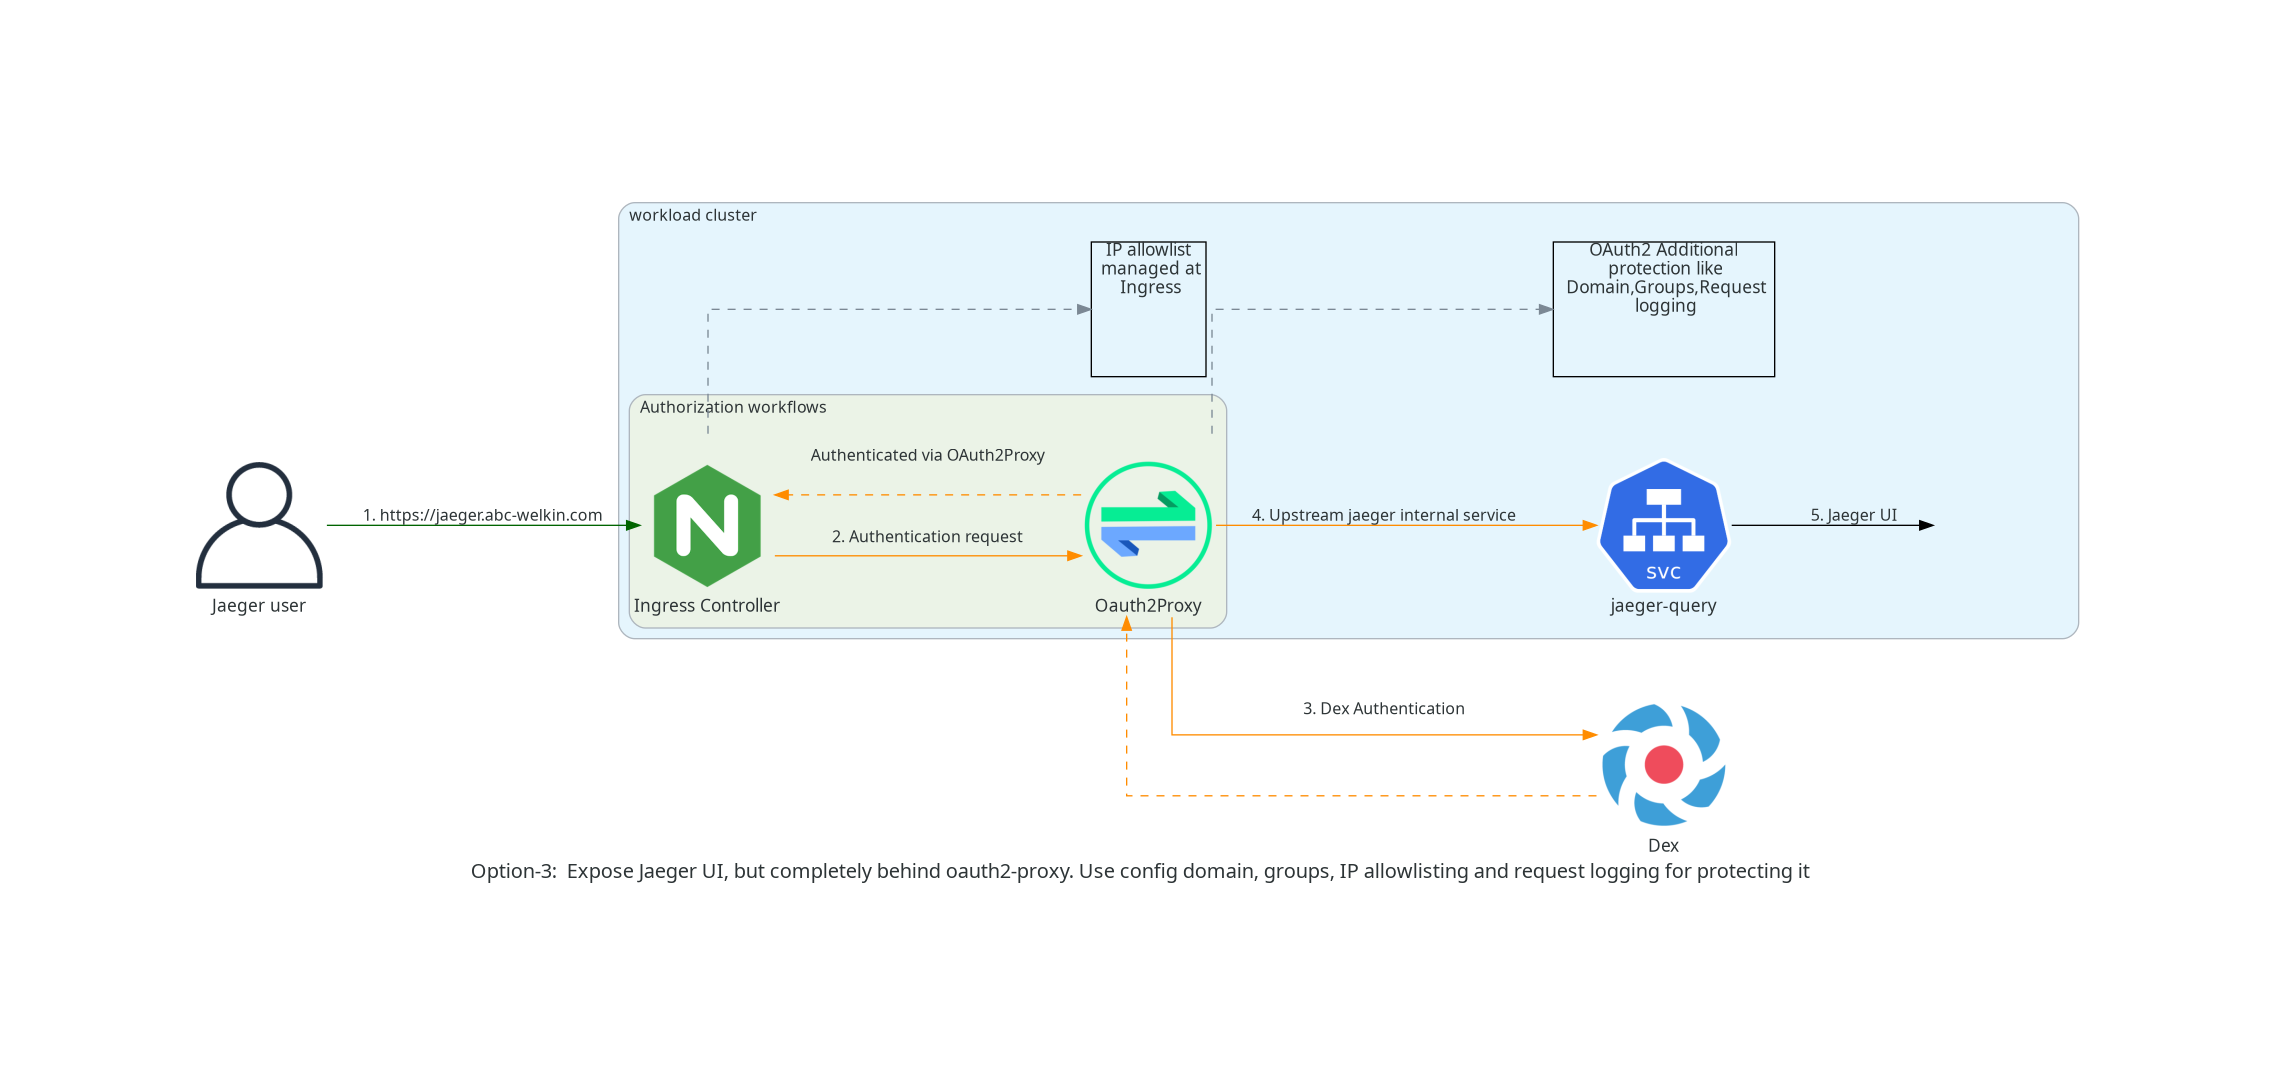 workload cluster
IP allowlist
managed at
Ingress
OAuth2 Additional
protection like
Domain,Groups,Request
logging
Authorization workflows
Authenticated via OAuth2Proxy
1. https://jaeger.abc-welkin.com
2. Authentication request
4. Upstream jaeger internal service
5. Jaeger UI
N
svc
Jaeger user
Ingress Controller
Oauth2Proxy
jaeger-query
3. Dex Authentication
Dex
Option-3:  Expose Jaeger UI, but completely behind oauth2-proxy. Use config domain, groups, IP allowlisting and request logging for protecting it